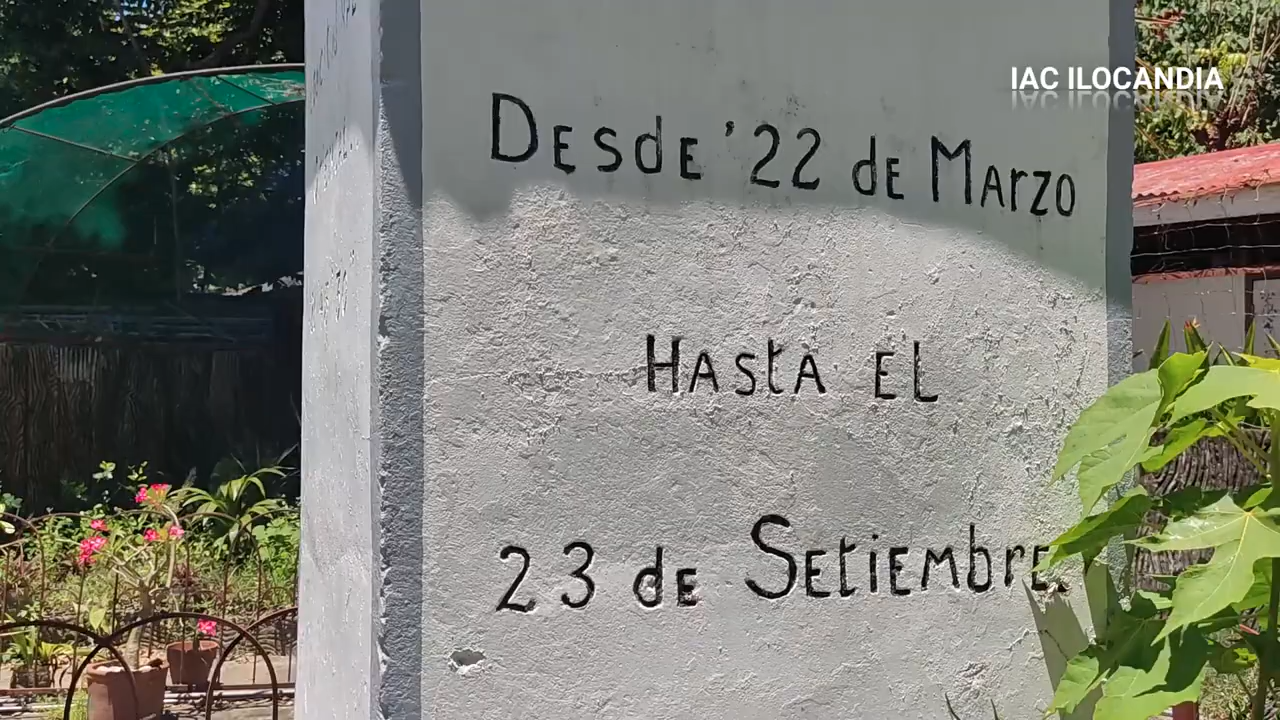 IAC ILOCANDIA
Desde '22 de Marzo
Hasta el
23 de Setiembre.